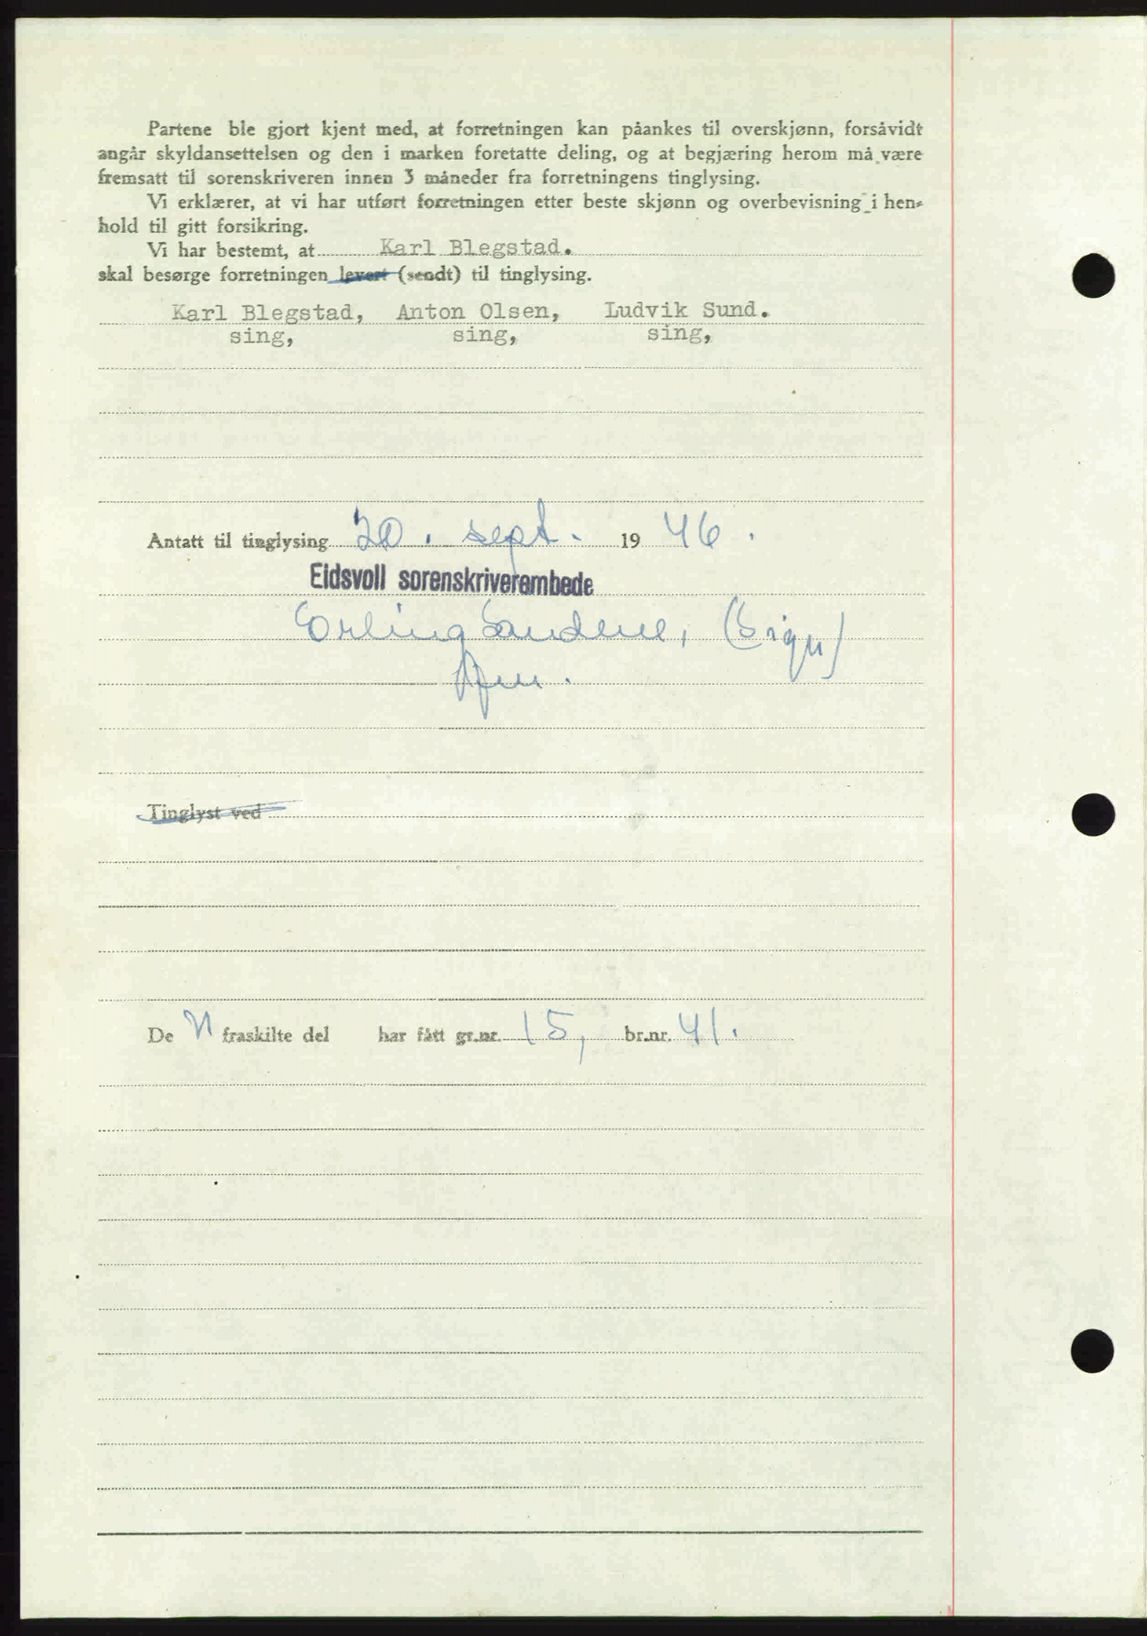 Partene ble gjort kjent med, at forretningen kan påankes til overskjønn, forsåvidt
angår skyldansettelsen og den i marken foretatte deling, og at begjæring herom må være
fremsatt til sorenskriveren innen 3 måneder fra forretningens tinglysing.
Vi erklærer, at vi har utført forretningen etter beste skjønn og overbevisning i hen-
hold til gitt forsikring.
Vi har bestemt, at Karl Blegstad.
skal besørge forretningen levert (sendt) til tinglysing.
Karl Blegstad, Anton Olsen, Ludvik Sund.
sing, sing, sing,
Antatt til tinglysing 20. sept. 1946.
Eidsvoll sorenskriverembede
Erling Sandene, (sign)
Tinglyst ved
De n fraskilte del har fått gr.nr. 15, br.nr. 41.